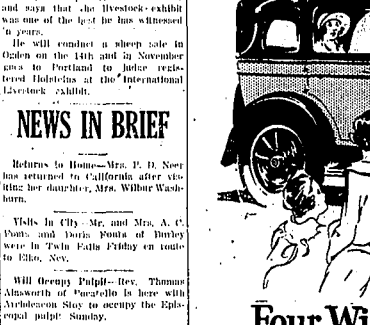 and says that the livestock exhibit
was one of the best he has witnessed
'n years.
He will conduct a sheep sale in
Ogden on the 14th and in November
goes to Portland to judge regis-
tered Holsteins at the International
Livestock exhibit.
NEWS IN BRIEF
Returns to Home—Mrs. P. D. Neer
has returned to California after vis-
iting her daughter, Mrs. Wilbur Wash-
burn.
Visits in City—Mr. and Mrs. A. C.
and Doris of Burley
were in Twin Falls Friday en route
to Elko, Nev.
Will Occupy Pulpit—Rev. Thomas
Ainsworth of Pocatello is here with
Archdeacon Stoy to occupy the Epis-
copal pulpit Sunday.
Four Wi